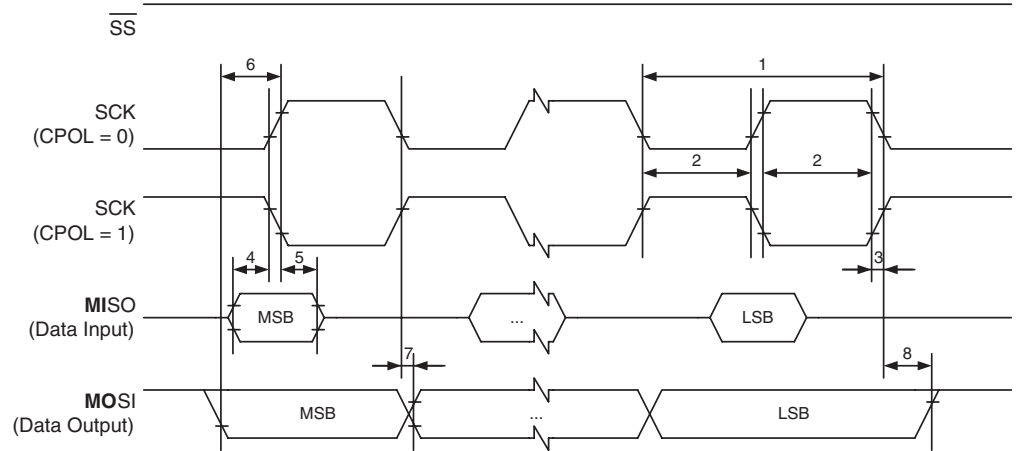 SS
6
1
SCK
(CPOL = 0)
2
2
SCK
(CPOL = 1)
4
5
3
MISO
(Data Input)
MSB
...
LSB
7
8
MOSI
(Data Output)
MSB
...
LSB